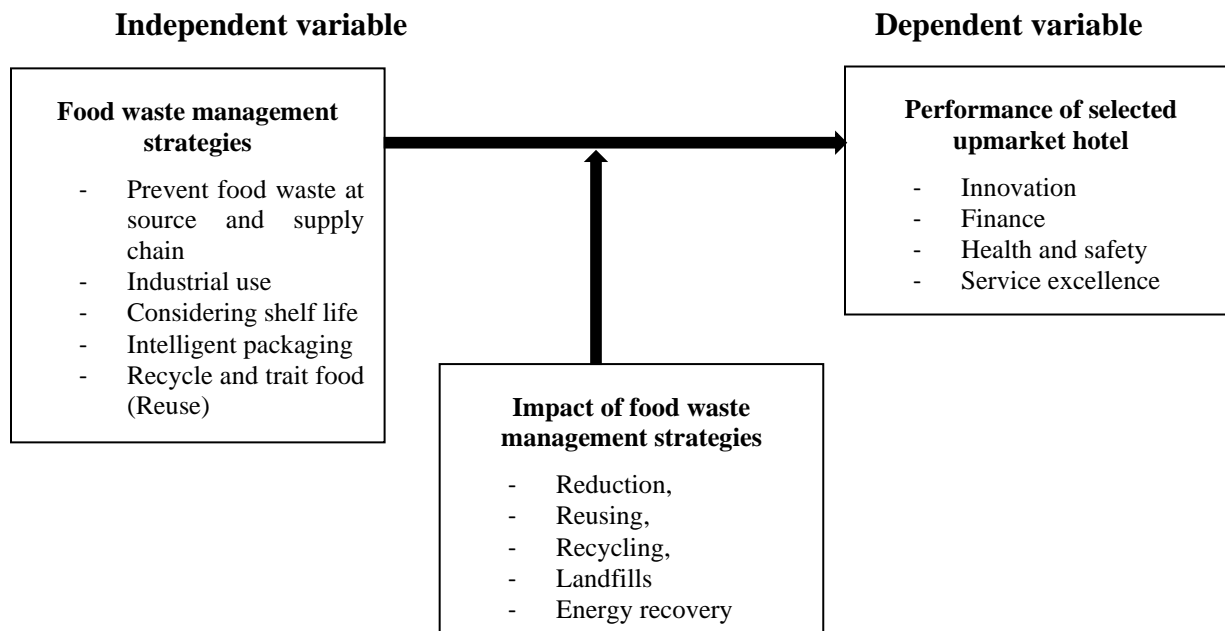 Independent variable
Dependent variable
Food waste management
strategies
- Prevent food waste at
source and supply
chain
- Industrial use
- Considering shelf life
- Intelligent packaging
- Recycle and trait food
(Reuse)
Performance of selected
upmarket hotel
- Innovation
- Finance
- Health and safety
- Service excellence
Impact of food waste
management strategies
- Reduction,
- Reusing,
- Recycling,
- Landfills
- Energy recovery